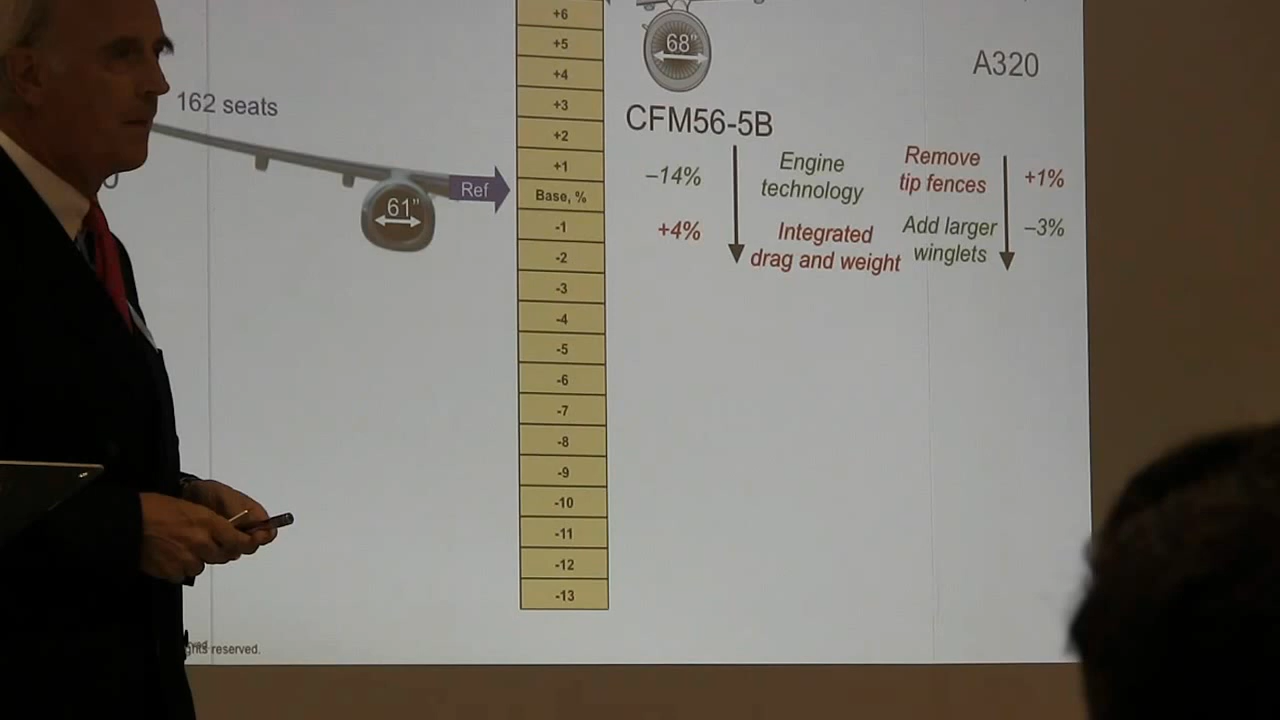 162 seats
61”
Ref
+6
+5
+4
+3
+2
+1
Base, %
-1
-2
-3
-4
-5
-6
-7
-8
-9
-10
-11
-12
-13
68”
A320
CFM56-5B
–14%
Engine
technology
+4%
Integrated
drag and weight
Remove
tip fences
+1%
Add larger
winglets
–3%
reserved.